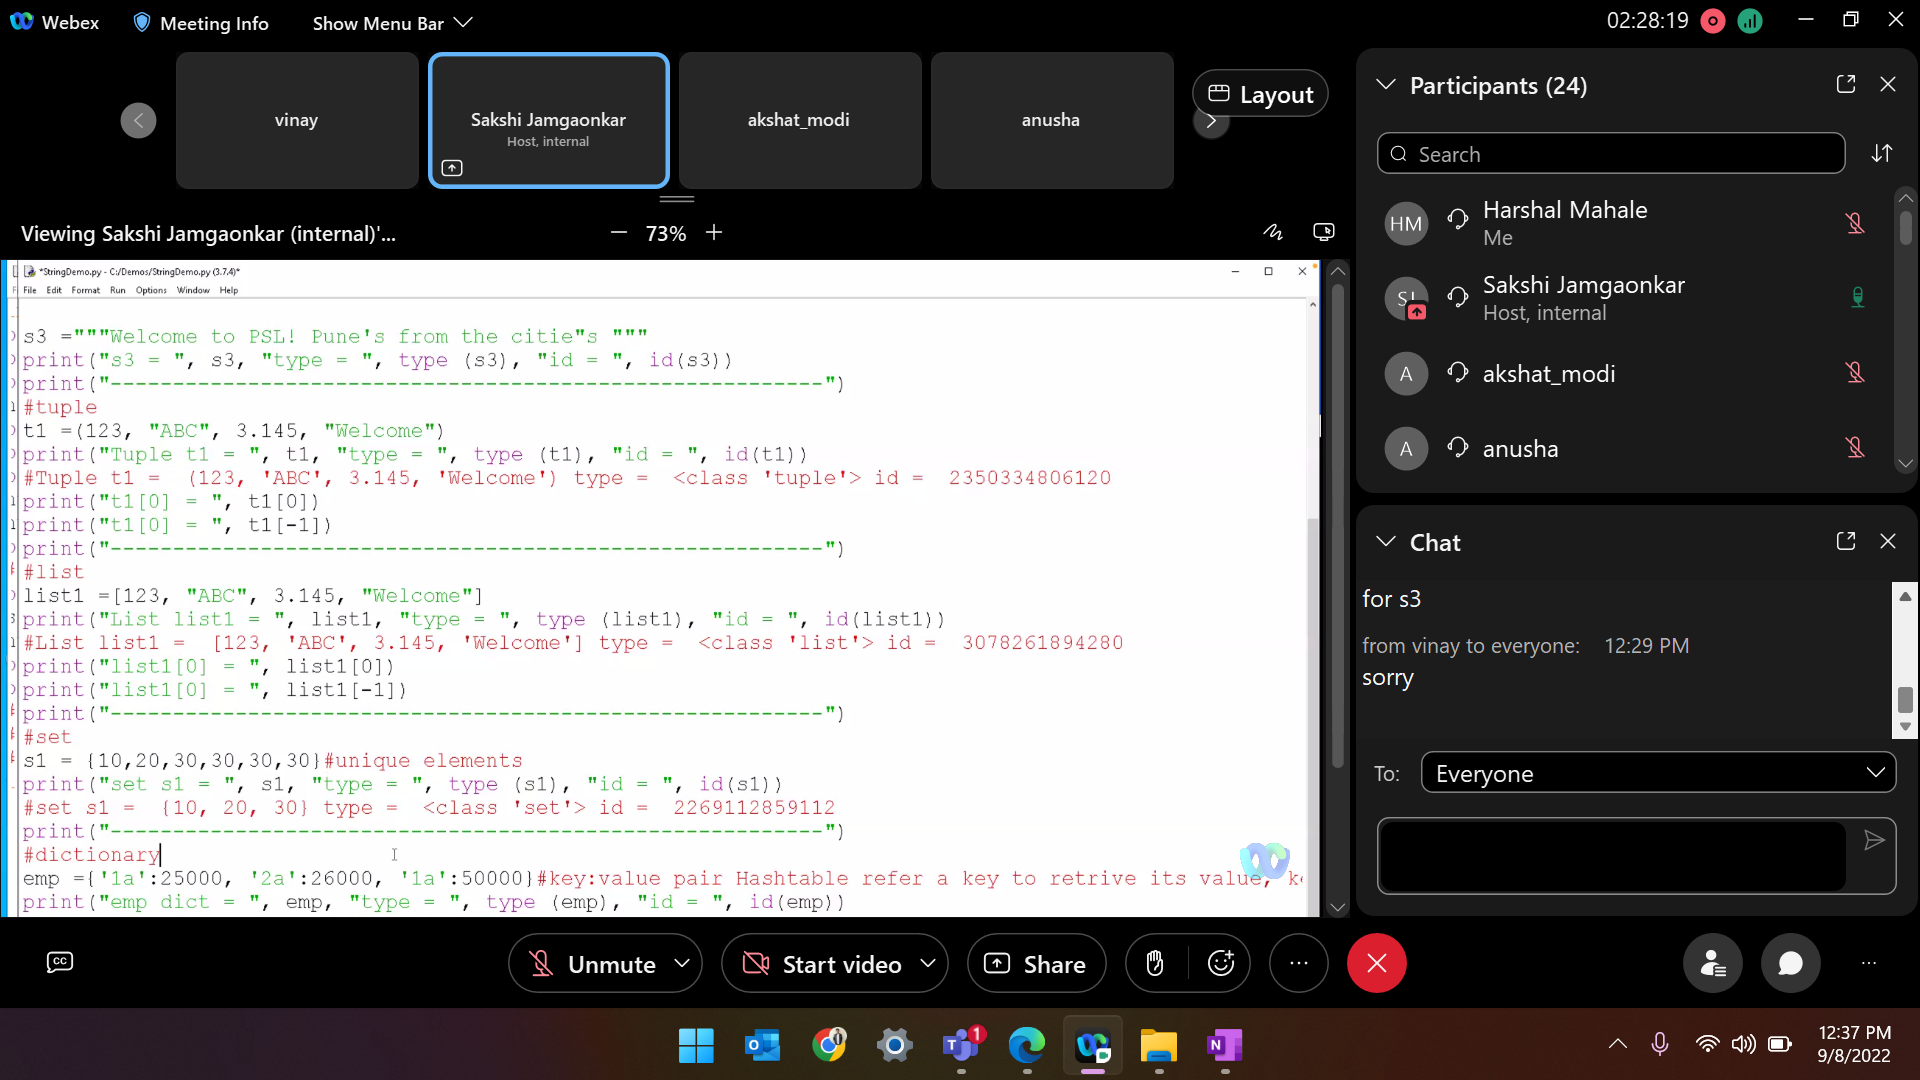 Webex
Meeting Info
Show Menu Bar
02:28:19
vinay
Sakshi Jamgaonkar
Host, internal
akshat_modi
anusha
Layout
Viewing Sakshi Jamgaonkar (internal)'...
73%
*StringDemo.py - C:/Demos/StringDemo.py (3.7.4)*
File Edit Format Run Options Window Help
s3 ="""Welcome to PSL! Pune's from the citie"s """
print("s3 = ", s3, "type = ", type (s3), "id = ", id(s3))
print("---------------------------------------------------------")
#tuple
t1 =(123, "ABC", 3.145, "Welcome")
print("Tuple t1 = ", t1, "type = ", type (t1), "id = ", id(t1))
#Tuple t1 =  (123, 'ABC', 3.145, 'Welcome') type =  <class 'tuple'> id =  2350334806120
print("t1[0] = ", t1[0])
print("t1[0] = ", t1[-1])
print("---------------------------------------------------------")
#list
list1 =[123, "ABC", 3.145, "Welcome"]
print("List list1 = ", list1, "type = ", type (list1), "id = ", id(list1))
#List list1 =  [123, 'ABC', 3.145, 'Welcome'] type =  <class 'list'> id =  3078261894280
print("list1[0] = ", list1[0])
print("list1[0] = ", list1[-1])
print("---------------------------------------------------------")
#set
s1 = {10,20,30,30,30,30}#unique elements
print("set s1 = ", s1, "type = ", type (s1), "id = ", id(s1))
#set s1 =  {10, 20, 30} type =  <class 'set'> id =  2269112859112
print("---------------------------------------------------------")
#dictionary
emp ={'1a':25000, '2a':26000, '1a':50000}#key:value pair Hashtable refer a key to retrive its value,
print("emp dict = ", emp, "type = ", type (emp), "id = ", id(emp))
Participants (24)
Search
HM
Harshal Mahale
Me
SJ
Sakshi Jamgaonkar
Host, internal
A
akshat_modi
A
anusha
Chat
for s3
from vinay to everyone: 12:29 PM
sorry
To:
Everyone
CC
Unmute
Start video
Share
1
12:37 PM
9/8/2022